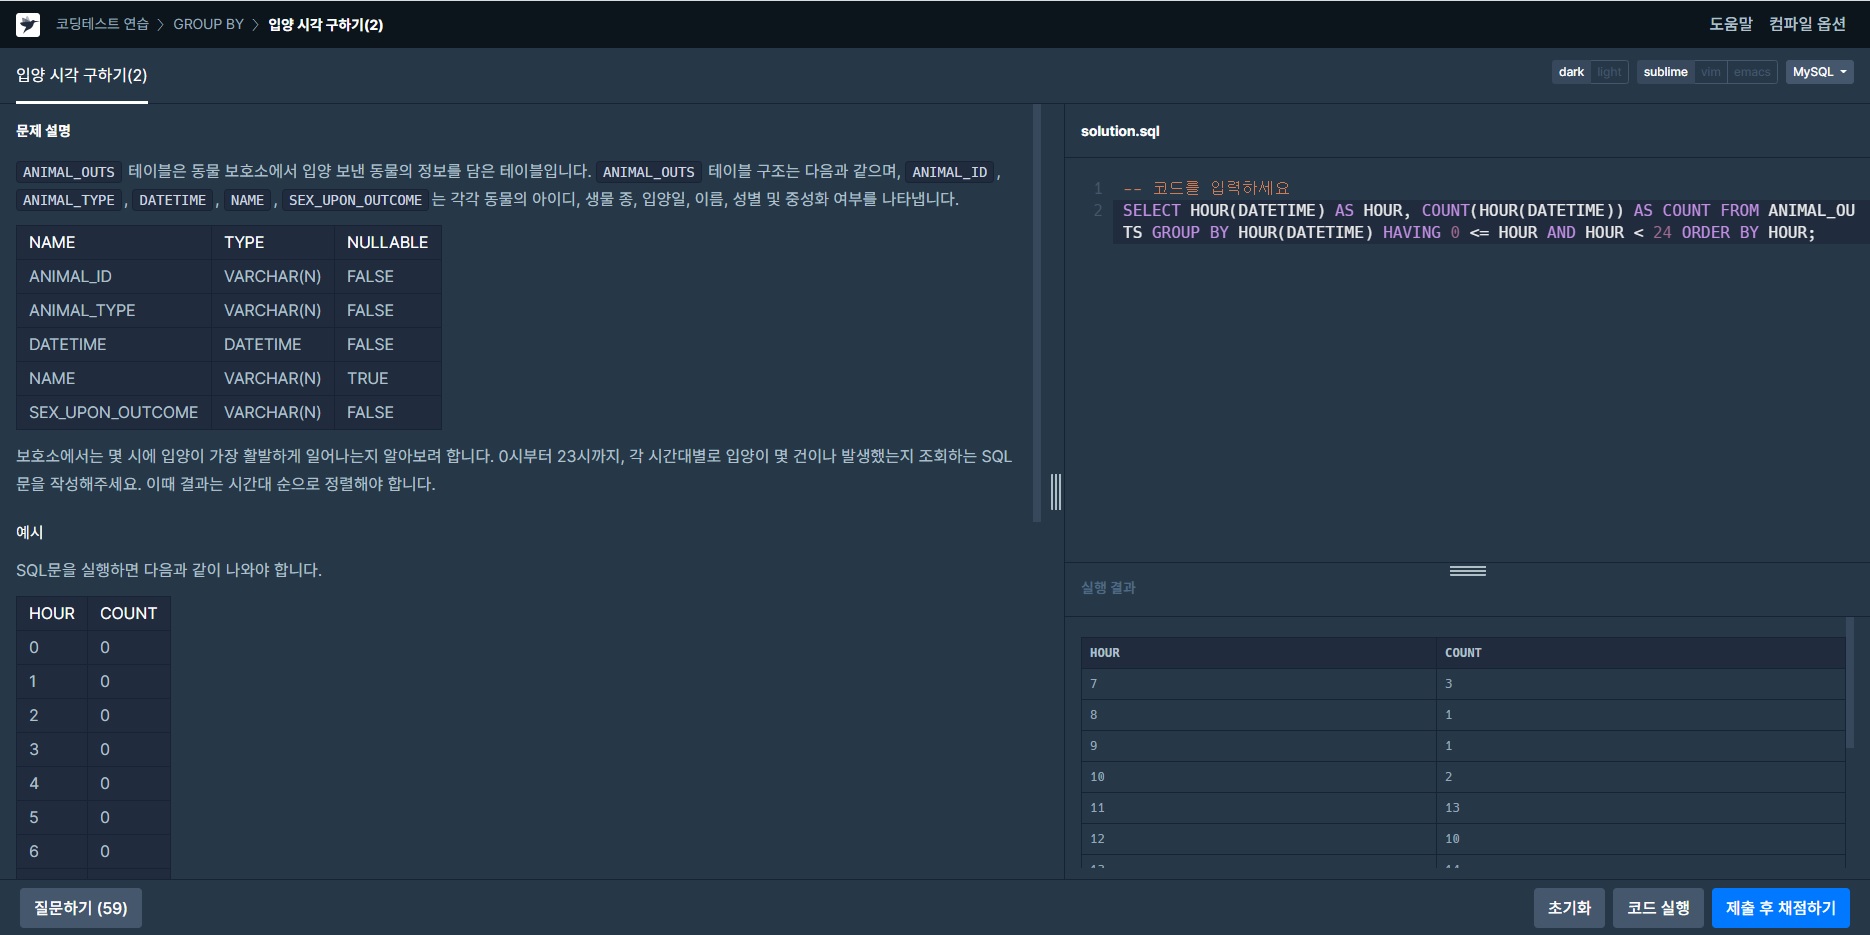 코딩테스트 연습 > GROUP BY > 입양 시각 구하기(2)
도움말 컴파일 옵션
입양 시각 구하기(2)
dark light sublime vim emacs MySQL
문제 설명
ANIMAL_OUTS 테이블은 동물 보호소에서 입양 보낸 동물의 정보를 담은 테이블입니다. ANIMAL_OUTS 테이블 구조는 다음과 같으며, ANIMAL_ID,
ANIMAL_TYPE, DATETIME, NAME, SEX_UPON_OUTCOME는 각각 동물의 아이디, 생물 종, 입양일, 이름, 성별 및 중성화 여부를 나타냅니다.
NAME TYPE NULLABLE
ANIMAL_ID VARCHAR(N) FALSE
ANIMAL_TYPE VARCHAR(N) FALSE
DATETIME DATETIME FALSE
NAME VARCHAR(N) TRUE
SEX_UPON_OUTCOME VARCHAR(N) FALSE
보호소에서는 몇 시에 입양이 가장 활발하게 일어나는지 알아보려 합니다. 0시부터 23시까지, 각 시간대별로 입양이 몇 건이나 발생했는지 조회하는 SQL
문을 작성해주세요. 이때 결과는 시간대 순으로 정렬해야 합니다.
예시
SQL문을 실행하면 다음과 같이 나와야 합니다.
HOUR COUNT
0 0
1 0
2 0
3 0
4 0
5 0
6 0
solution.sql
1 -- 코드를 입력하세요
2 SELECT HOUR(DATETIME) AS HOUR, COUNT(HOUR(DATETIME)) AS COUNT FROM ANIMAL_OU
TS GROUP BY HOUR(DATETIME) HAVING 0 <= HOUR AND HOUR < 24 ORDER BY HOUR;
실행 결과
HOUR COUNT
7 3
8 1
9 1
10 2
11 13
12 10
질문하기 (59)
초기화 코드 실행 제출 후 채점하기